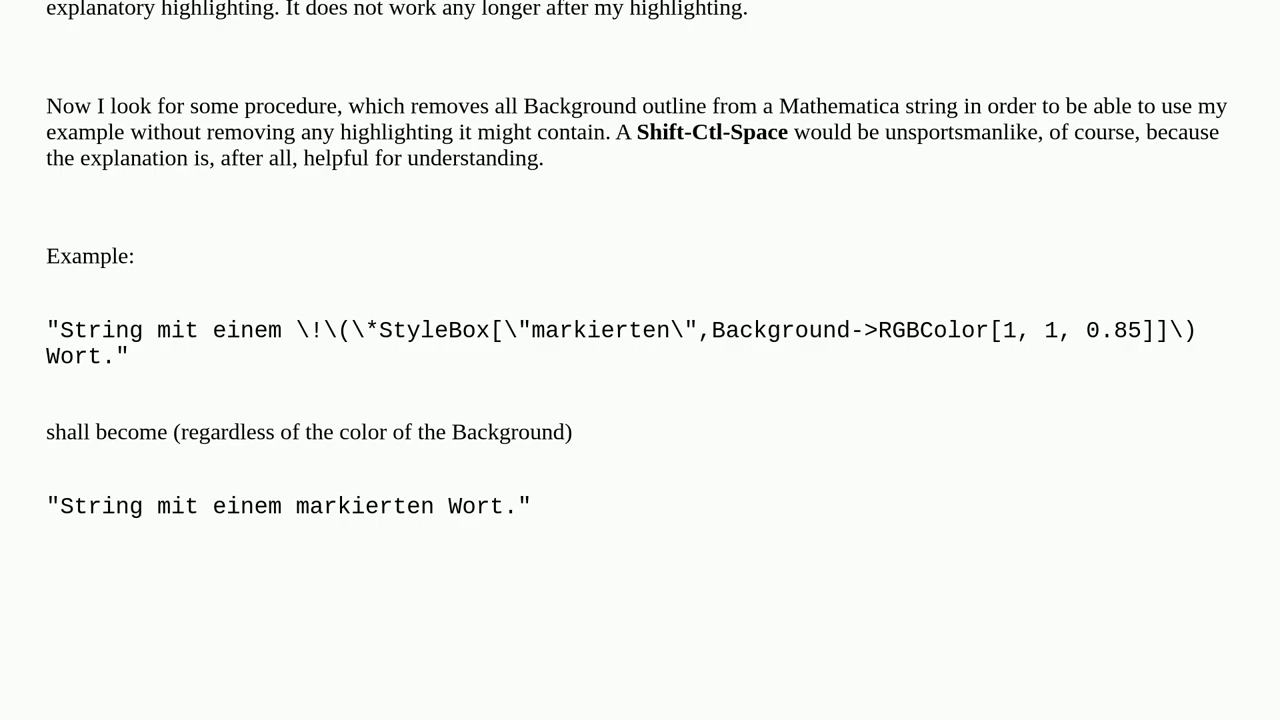 explanatory highlighting. It does not work any longer after my highlighting.
Now I look for some procedure, which removes all Background outline from a Mathematica string in order to be able to use my
example without removing any highlighting it might contain. A Shift-Ctl-Space would be unsportsmanlike, of course, because
the explanation is, after all, helpful for understanding.
Example:
"String mit einem \!\(\*StyleBox[\"markierten\",Background->RGBColor[1, 1, 0.85]]\)
Wort."
shall become (regardless of the color of the Background)
"String mit einem markierten Wort."